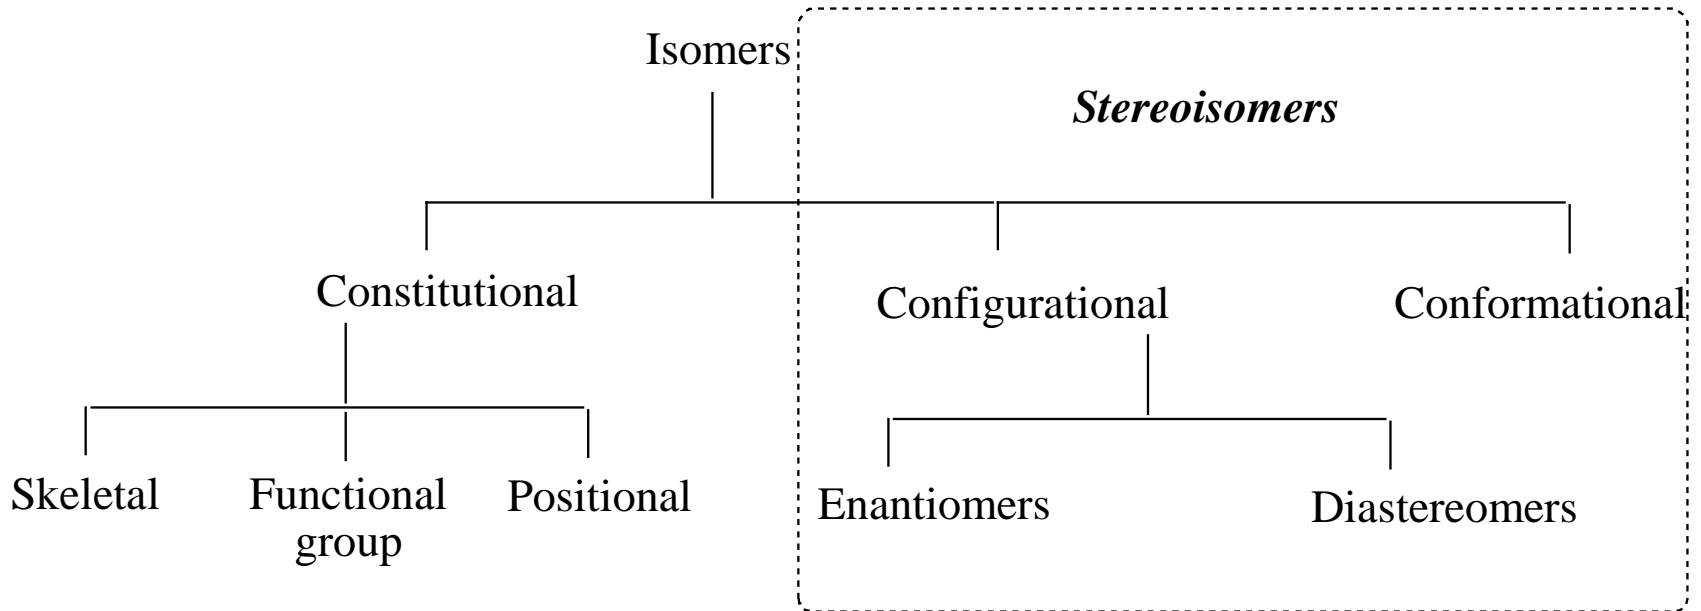 Isomers
Stereoisomers
Constitutional
Configurational
Conformational
Skeletal
Functional
group
Positional
Enantiomers
Diastereomers